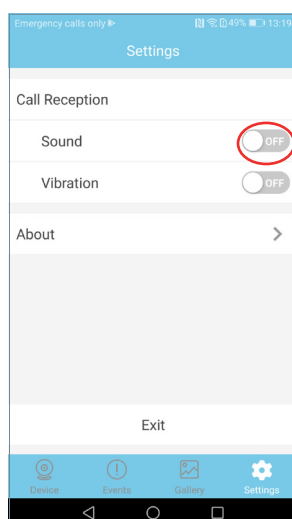 Emergency calls only 49% 13:19
Settings
Call Reception
Sound OFF
Vibration OFF
About
Exit
Device Events Gallery Settings